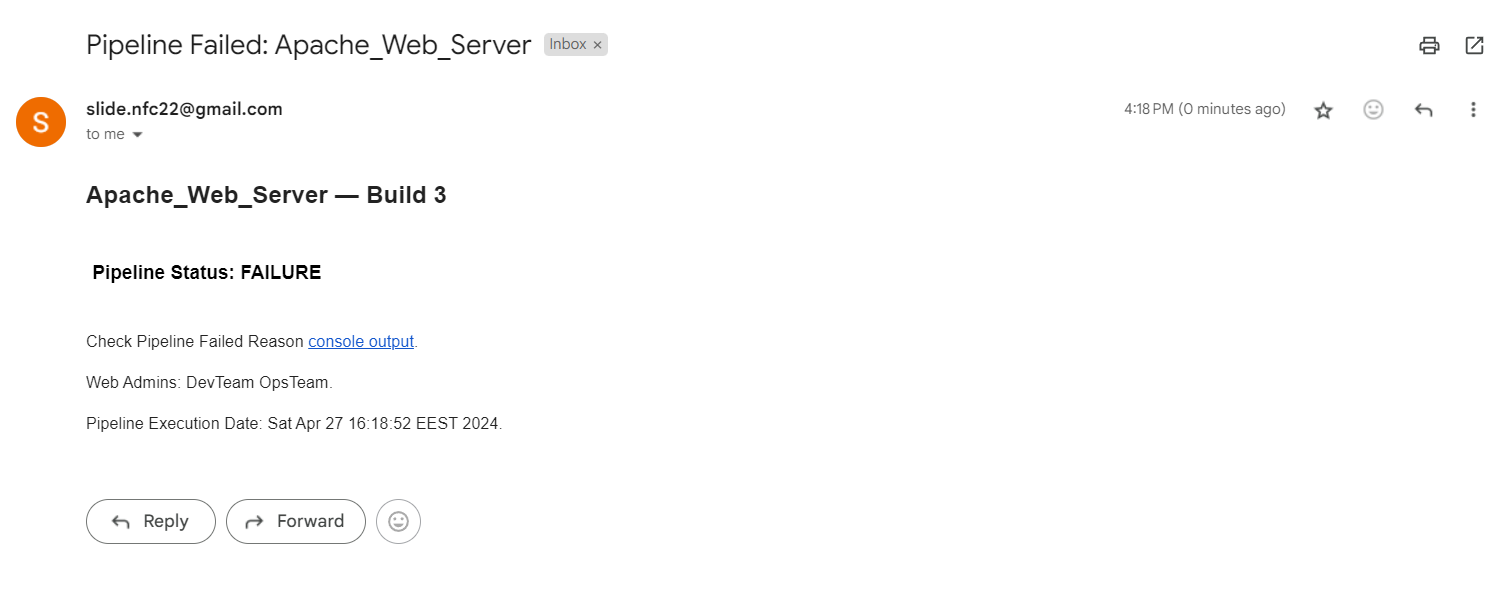 Pipeline Failed: Apache_Web_Server Inbox ×
S
slide.nfc22@gmail.com 4:18 PM (0 minutes ago)
to me
Apache_Web_Server — Build 3
Pipeline Status: FAILURE
Check Pipeline Failed Reason console output.
Web Admins: DevTeam OpsTeam.
Pipeline Execution Date: Sat Apr 27 16:18:52 EEST 2024.
Reply Forward